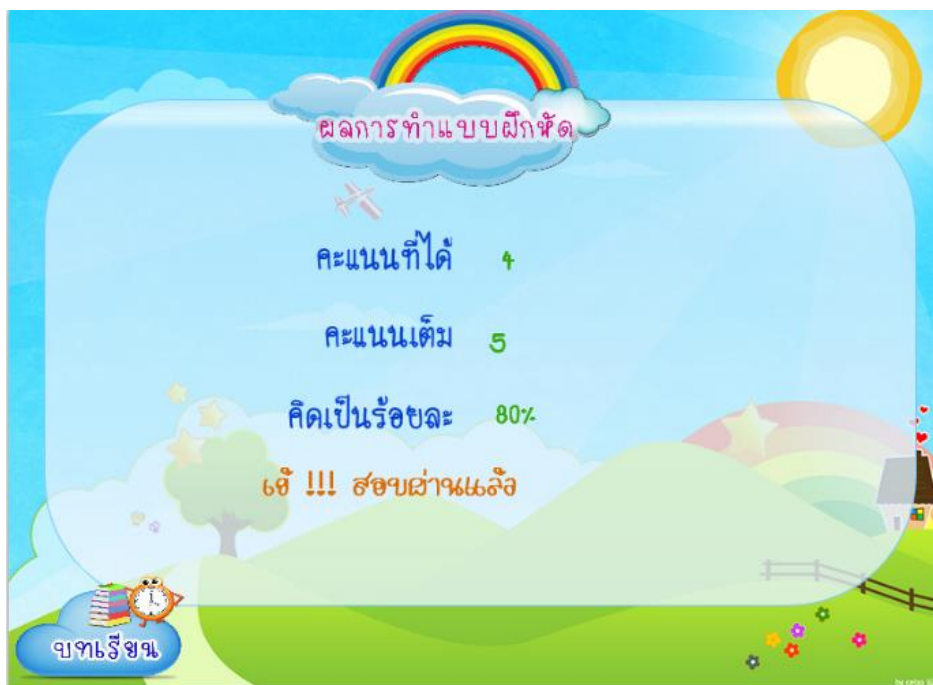 ผลการทำแบบฝึกหัด
คะแนนที่ได้ 4
คะแนนเต็ม 5
คิดเป็นร้อยละ 80%
เย้ !!! สอบผ่านแล้ว
บทเรียน